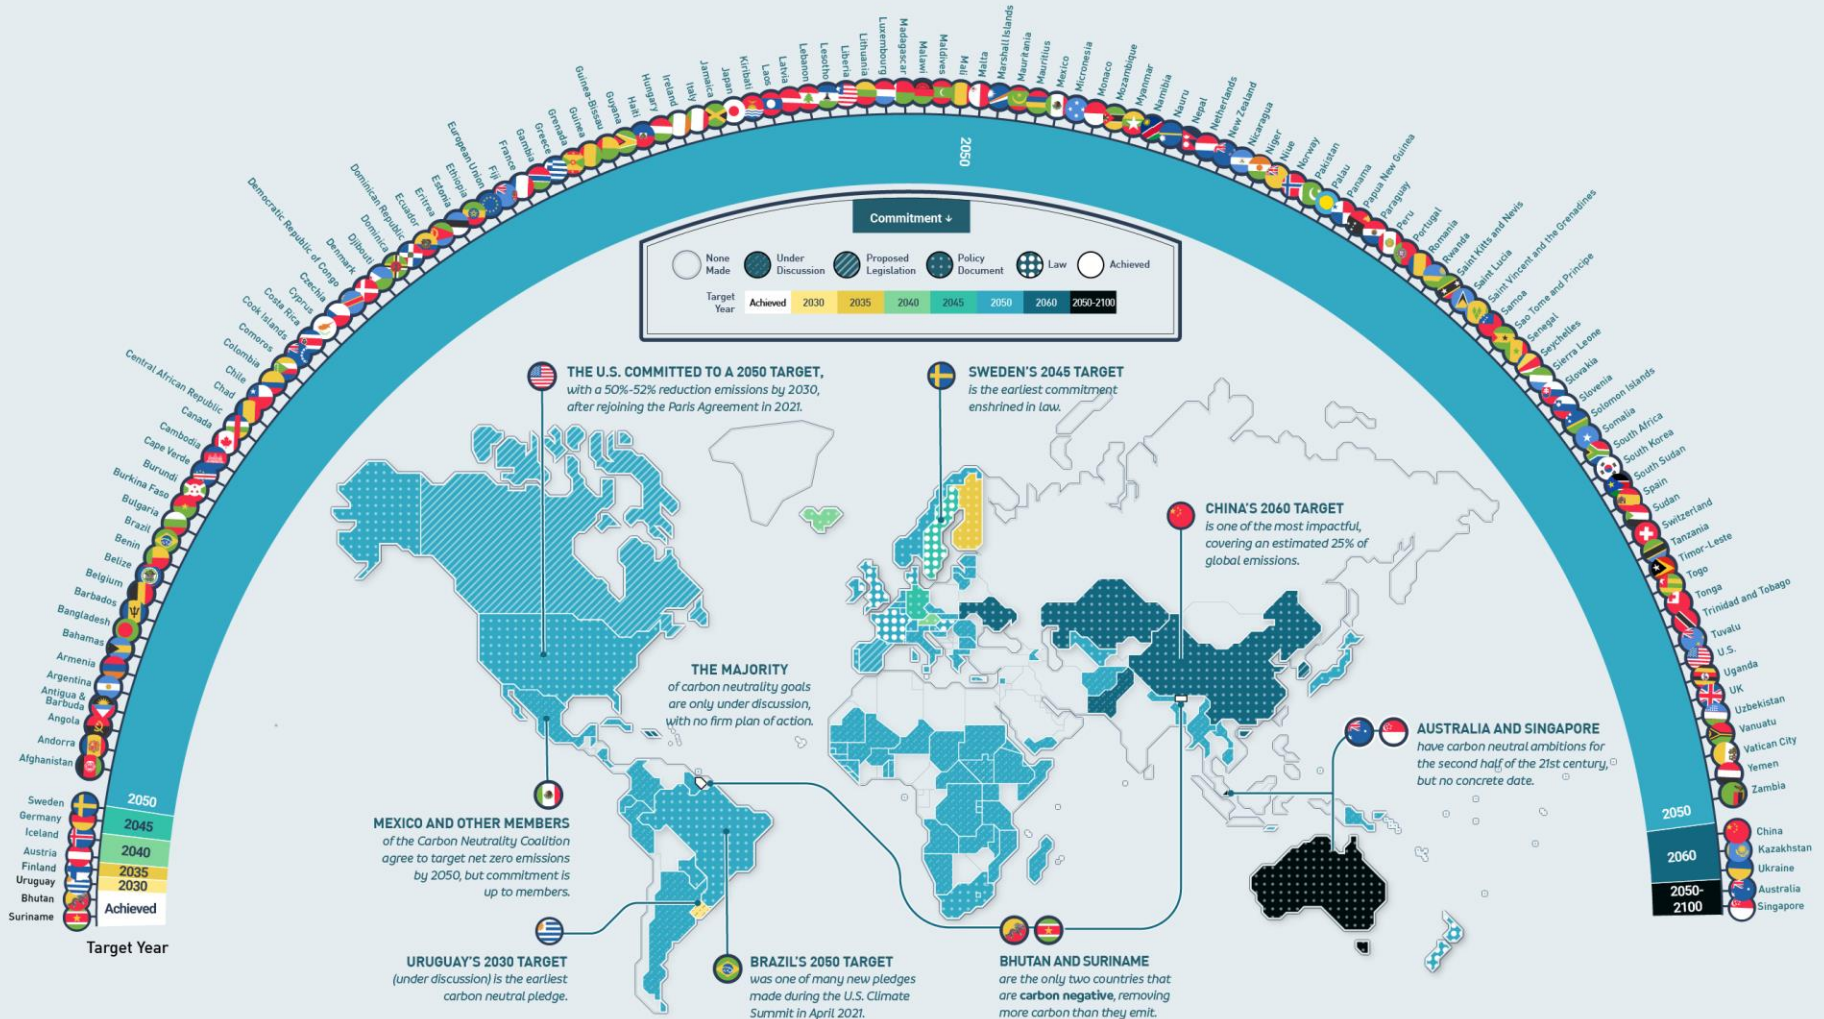 Suriname
Bhutan
Uruguay
Finland
Austria
Iceland
Germany
Sweden
Afghanistan
Andorra
Angola
Antigua &
Barbuda
Argentina
Armenia
Bahamas
Bangladesh
Barbados
Belgium
Belize
Benin
Brazil
Bulgaria
Burkina Faso
Burundi
Cape Verde
Cambodia
Canada
Central African Republic
Chad
Chile
Colombia
Comoros
Cook Islands
Costa Rica
Cyprus
Czechia
Democratic Republic of Congo
Denmark
Djibouti
Dominica
Dominican Republic
Ecuador
Eritrea
Estonia
Ethiopia
European Union
Fiji
France
Gambia
Greece
Grenada
Guinea
Guinea-Bissau
Guyana
Haiti
Hungary
Ireland
Italy
Jamaica
Japan
Kiribati
Laos
Latvia
Lebanon
Lesotho
Liberia
Lithuania
Luxembourg
Madagascar
Malawi
Maldives
Mali
Malta
Marshall Islands
Mauritania
Mauritius
Mexico
Micronesia
Monaco
Mozambique
Myanmar
Namibia
Nauru
Nepal
Netherlands
New Zealand
Nicaragua
Niger
Niue
Norway
Pakistan
Palau
Panama
Papua New Guinea
Paraguay
Peru
Portugal
Romania
Rwanda
Saint Kitts and Nevis
Saint Lucia
Saint Vincent and the Grenadines
Samoa
Sao Tome and Principe
Senegal
Seychelles
Sierra Leone
Slovakia
Slovenia
Solomon Islands
Somalia
South Africa
South Korea
South Sudan
Spain
Sudan
Switzerland
Tanzania
Timor-Leste
Togo
Tonga
Trinidad and Tobago
Tuvalu
U.S.
Uganda
UK
Uzbekistan
Vanuatu
Vatican City
Yemen
Zambia
China
Kazakhstan
Ukraine
Australia
Singapore
2050
2050
2045
2040
2035
2030
Achieved
Target Year
2050
2060
2050-
2100
Commitment ↓
None
Made
Under
Discussion
Proposed
Legislation
Policy
Document
Law
Achieved
Target
Year
Achieved 2030 2035 2040 2045 2050 2060 2050-2100
THE U.S. COMMITTED TO A 2050 TARGET,
with a 50%-52% reduction emissions by 2030,
after rejoining the Paris Agreement in 2021.
SWEDEN'S 2045 TARGET
is the earliest commitment
enshrined in law.
CHINA'S 2060 TARGET
is one of the most impactful,
covering an estimated 25% of
global emissions.
THE MAJORITY
of carbon neutrality goals
are only under discussion,
with no firm plan of action.
AUSTRALIA AND SINGAPORE
have carbon neutral ambitions for
the second half of the 21st century,
but no concrete date.
MEXICO AND OTHER MEMBERS
of the Carbon Neutrality Coalition
agree to target net zero emissions
by 2050, but commitment is
up to members.
URUGUAY'S 2030 TARGET
(under discussion) is the earliest
carbon neutral pledge.
BRAZIL'S 2050 TARGET
was one of many new pledges
made during the U.S. Climate
Summit in April 2021.
BHUTAN AND SURINAME
are the only two countries that
are carbon negative, removing
more carbon than they emit.